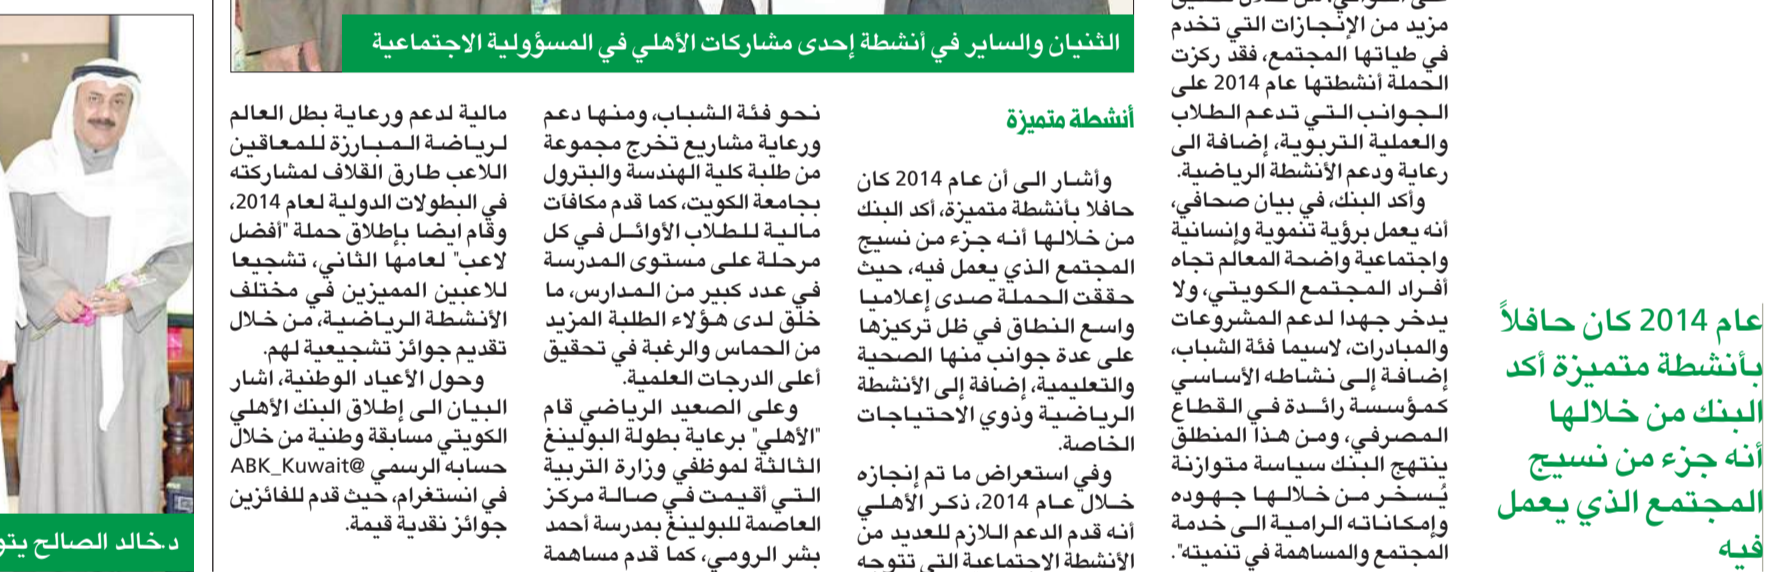 الثنيان والساير في أنشطة إحدى مشاركات الأهلي في المسؤولية الاجتماعية
مزيد من الإنجازات التي تخدم
في طياتها المجتمع، فقد ركزت
الحملة أنشطتها عام 2014 على
الجوانب التي تدعم الطلاب
والعملية التربوية، إضافة الى
رعاية ودعم الأنشطة الرياضية.
وأكد البنك، في بيان صحافي،
أنه يعمل برؤية تنموية وإنسانية
واجتماعية واضحة المعالم تجاه
أفراد المجتمع الكويتي، ولا
يدخر جهدا لدعم المشروعات
والمبادرات، لاسيما فئة الشباب،
إضافة إلى نشاطه الأساسي
كمؤسسة رائدة في القطاع
المصرفي، ومن هذا المنطلق
ينتهج البنك سياسة متوازنة
يُسخر من خلالها جهوده
وإمكاناته الرامية الى خدمة
المجتمع والمساهمة في تنميته".
عام 2014 كان حافلاً
بأنشطة متميزة أكد
البنك من خلالها
أنه جزء من نسيج
المجتمع الذي يعمل
فيه
أنشطة متميزة
وأشار الى أن عام 2014 كان
حافلا بأنشطة متميزة، أكد البنك
من خلالها أنه جزء من نسيج
المجتمع الذي يعمل فيه، حيث
حققت الحملة صدى إعلاميا
واسع النطاق في ظل تركيزها
على عدة جوانب منها الصحية
والتعليمية، إضافة إلى الأنشطة
الرياضية وذوي الاحتياجات
الخاصة.
وفي استعراض ما تم إنجازه
خلال عام 2014، ذكر الأهلي
أنه قدم الدعم اللازم للعديد من
الأنشطة الاجتماعية التي تتوجه
نحو فئة الشباب، ومنها دعم
ورعاية مشاريع تخرج مجموعة
من طلبة كلية الهندسة والبترول
بجامعة الكويت، كما قدم مكافآت
مالية للطلاب الأوائل في كل
مرحلة على مستوى المدرسة
في عدد كبير من المدارس، ما
خلق لدى هؤلاء الطلبة المزيد
من الحماس والرغبة في تحقيق
أعلى الدرجات العلمية.
وعلى الصعيد الرياضي قام
"الأهلي" برعاية بطولة البولينغ
الثالثة لموظفي وزارة التربية
التي أقيمت في صالة مركز
العاصمة للبولينغ بمدرسة أحمد
بشر الرومي، كما قدم مساهمة
مالية لدعم ورعاية بطل العالم
لرياضة المبارزة للمعاقين
اللاعب طارق القلاف لمشاركته
في البطولات الدولية لعام 2014،
وقام ايضا بإطلاق حملة "أفضل
لاعب" لعامها الثاني، تشجيعا
للاعبين المميزين في مختلف
الأنشطة الرياضية، من خلال
تقديم جوائز تشجيعية لهم.
وحول الأعياد الوطنية، اشار
البيان الى إطلاق البنك الأهلي
الكويتي مسابقة وطنية من خلال
حسابه الرسمي @ABK_Kuwait
في انستغرام، حيث قدم للفائزين
جوائز نقدية قيمة.
د.خالد الصالح